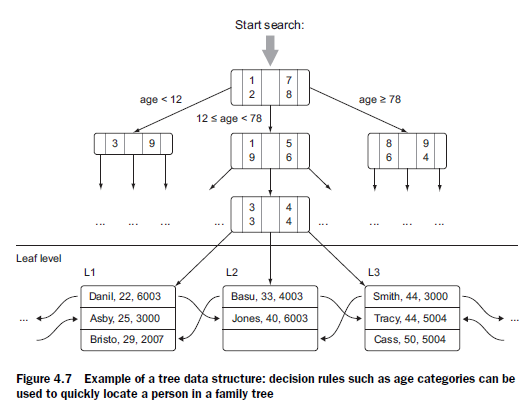 Start search:
1 7
2 8
age < 12
12 ≤ age < 78
age ≥ 78
3 9
1 5
9 6
8 9
6 4
... ... ...
...
3 4
3 4
...
... ... ...
Leaf level
L1 L2 L3
Danil, 22, 6003
Asby, 25, 3000
Bristo, 29, 2007
Basu, 33, 4003
Jones, 40, 6003
Smith, 44, 3000
Tracy, 44, 5004
Cass, 50, 5004
...
...
Figure 4.7 Example of a tree data structure: decision rules such as age categories can be
used to quickly locate a person in a family tree